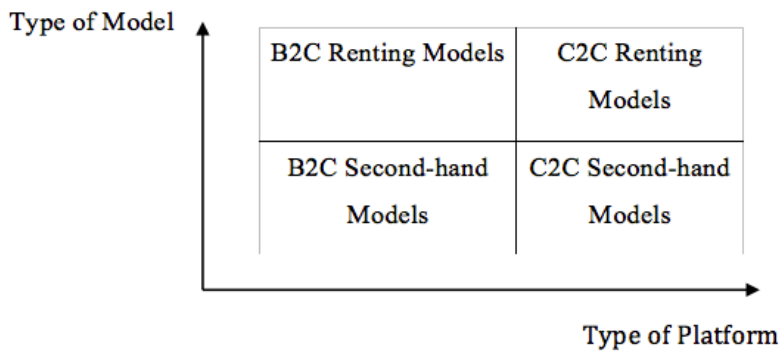 Type of Model
B2C Renting Models
C2C Renting
Models
B2C Second-hand
Models
C2C Second-hand
Models
Type of Platform